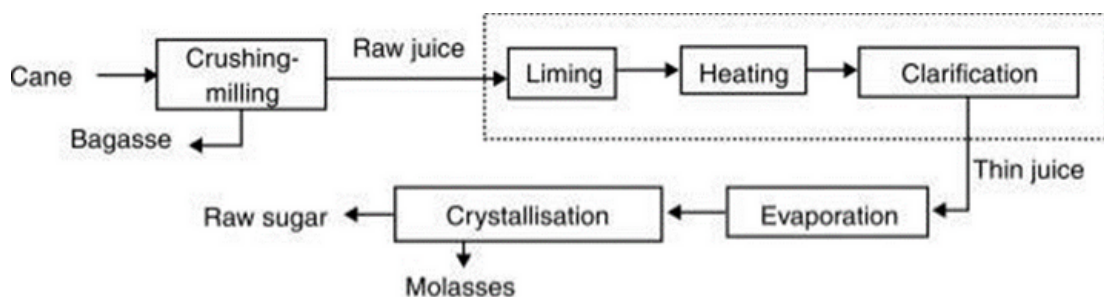 Cane
Crushing-
milling
Bagasse
Raw juice
Liming
Heating
Clarification
Thin juice
Evaporation
Crystallisation
Raw sugar
Molasses